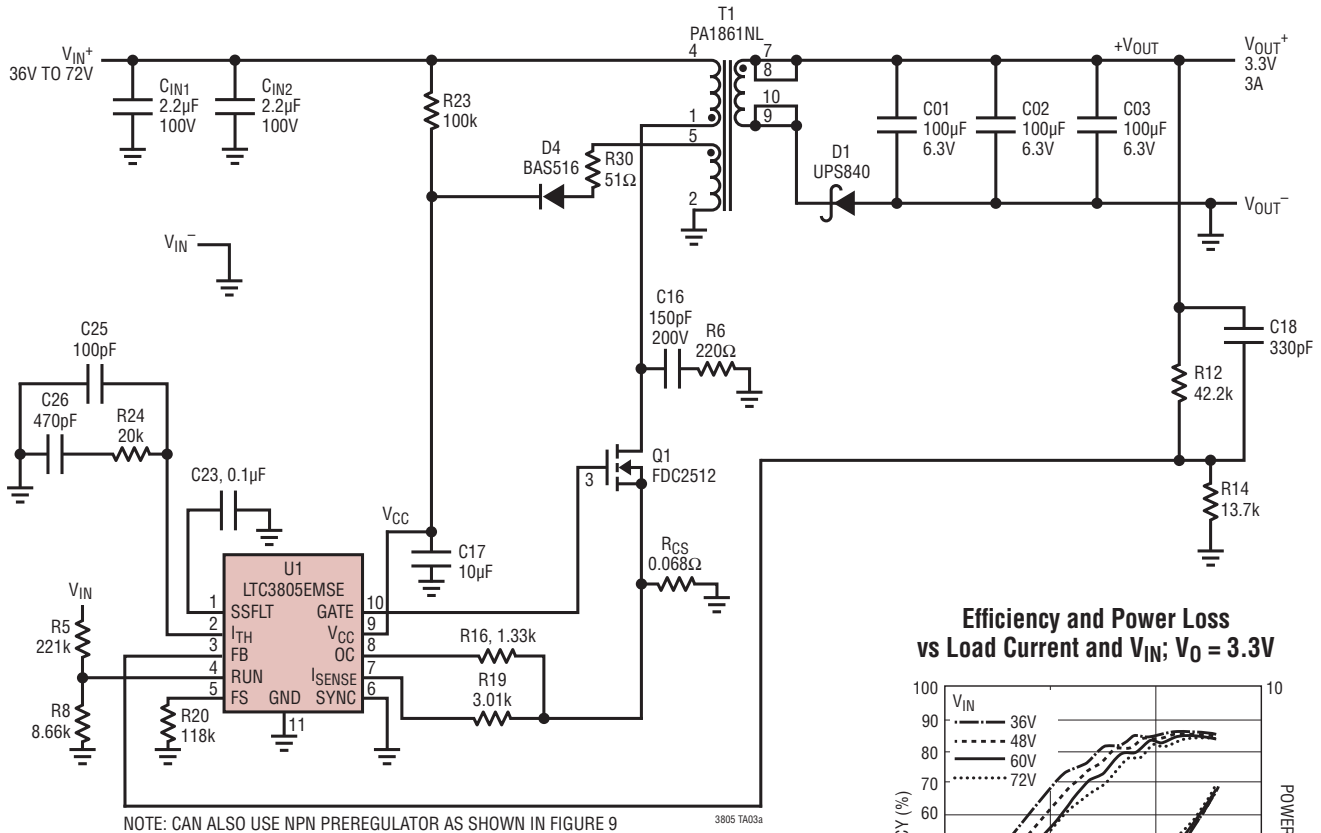 T1
PA1861NL
VIN+
36V TO 72V
4
7
8
+VOUT
VOUT+
3.3V
3A
CIN1
2.2µF
100V
CIN2
2.2µF
100V
R23
100k
1
10
9
C01
100µF
6.3V
C02
100µF
6.3V
C03
100µF
6.3V
5
D4
BAS516
R30
51Ω
D1
UPS840
2
VOUT−
VIN−
C16
150pF
200V
R6
220Ω
C18
330pF
R12
42.2k
C25
100pF
C26
470pF
R24
20k
Q1
FDC2512
3
C23, 0.1µF
R14
13.7k
VCC
C17
10µF
RCS
0.068Ω
U1
LTC3805EMSE
VIN
R5
221k
R8
8.66k
1 SSFLT GATE 10
2 ITH VCC 9
3 FB OC 8
4 RUN ISENSE 7
5 FS GND SYNC 6
11
R20
118k
R16, 1.33k
R19
3.01k
NOTE: CAN ALSO USE NPN PREREGULATOR AS SHOWN IN FIGURE 9
3805 TA03a
Efficiency and Power Loss
vs Load Current and VIN; VO = 3.3V
100
90
80
70
60
10
VIN
36V
48V
60V
72V
CY (%)
POWER